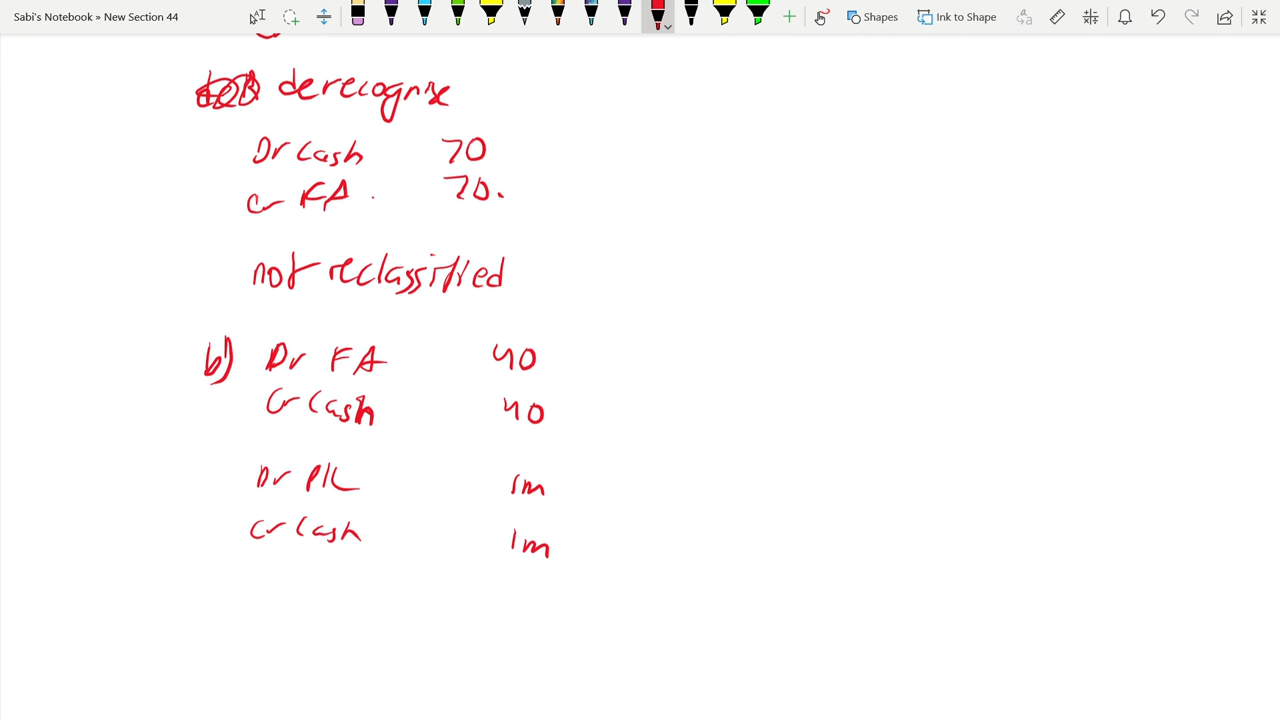 Sabi's Notebook » New Section 44
Shapes
Ink to Shape
derecognise
Dr Cash 70
Cr FA. 70.
not reclassified
b) Dr FA 40
Cr Cash 40
Dr P/L 1m
Cr Cash 1m